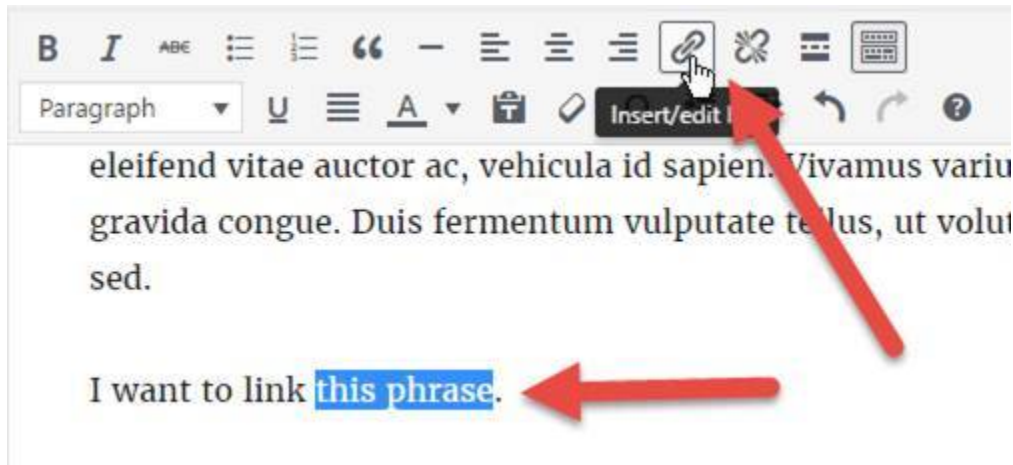 B I ABE
Paragraph U A T Insert/edit
eleifend vitae auctor ac, vehicula id sapien. Vivamus variu
gravida congue. Duis fermentum vulputate tellus, ut volut
sed.
I want to link this phrase.